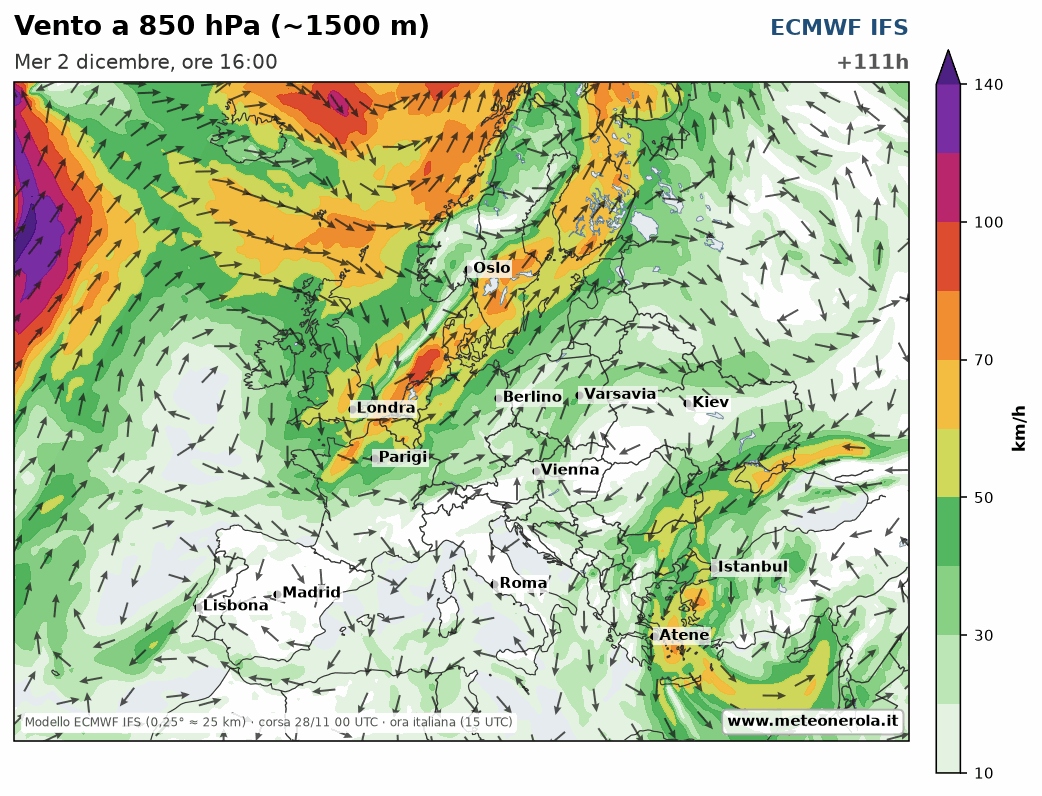 Vento a 850 hPa (~1500 m)
ECMWF IFS
Mer 2 dicembre, ore 16:00
+111h
140
100
70
50
30
10
km/h
Oslo
Londra
Berlino
Varsavia
Kiev
Parigi
Vienna
Istanbul
Roma
Madrid
Lisbona
Atene
Modello ECMWF IFS (0,25° ≈ 25 km) · corsa 28/11 00 UTC · ora italiana (15 UTC)
www.meteonerola.it